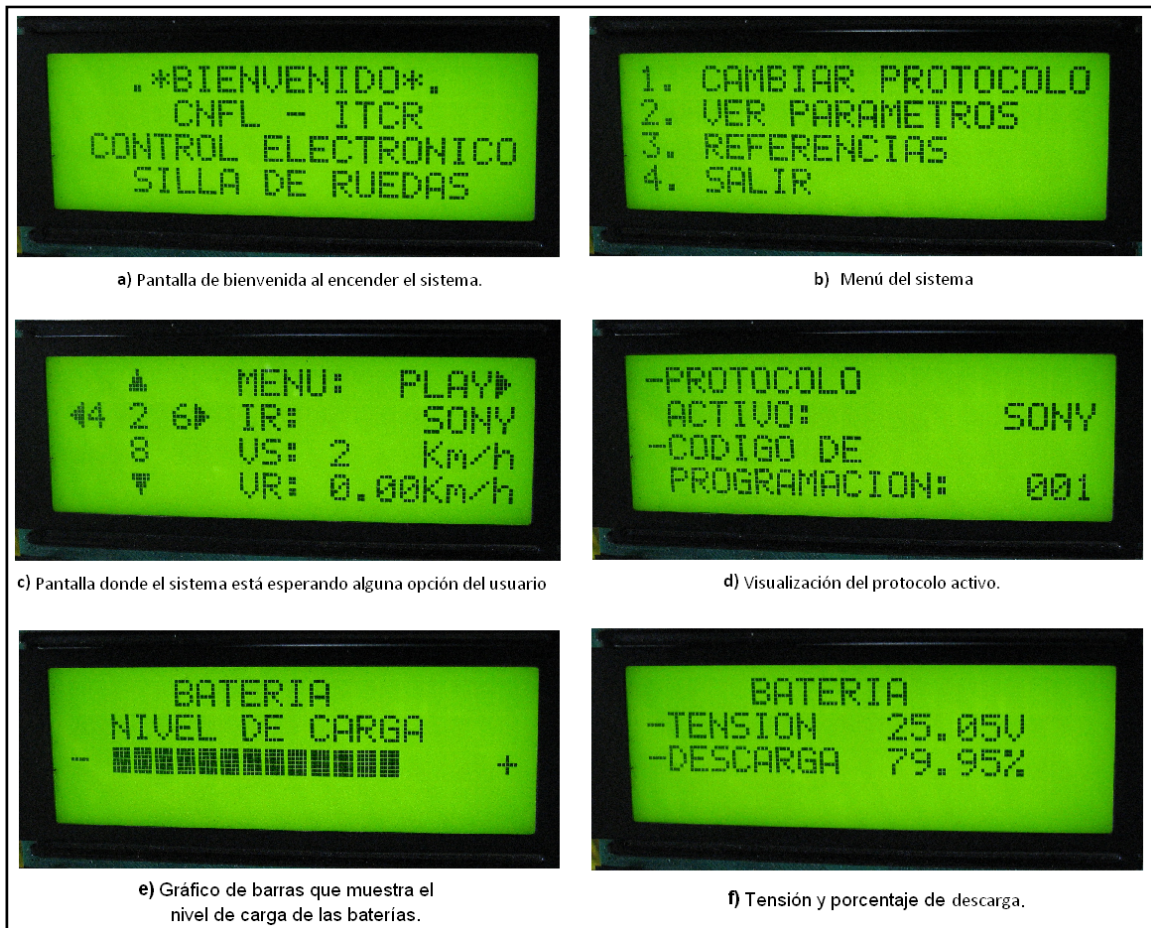 .*BIENVENIDO*.
CNFL - ITCR
CONTROL ELECTRONICO
SILLA DE RUEDAS
a) Pantalla de bienvenida al encender el sistema.
1. CAMBIAR PROTOCOLO
2. VER PARAMETROS
3. REFERENCIAS
4. SALIR
b) Menú del sistema
MENU: PLAY
4 2 6 IR: SONY
8 VS: 2 Km/h
VR: 0.00Km/h
c) Pantalla donde el sistema está esperando alguna opción del usuario
-PROTOCOLO
ACTIVO: SONY
-CODIGO DE
PROGRAMACION: 001
d) Visualización del protocolo activo.
BATERIA
NIVEL DE CARGA
- +
e) Gráfico de barras que muestra el
nivel de carga de las baterías.
BATERIA
-TENSION 25.05V
-DESCARGA 79.95%
f) Tensión y porcentaje de descarga.